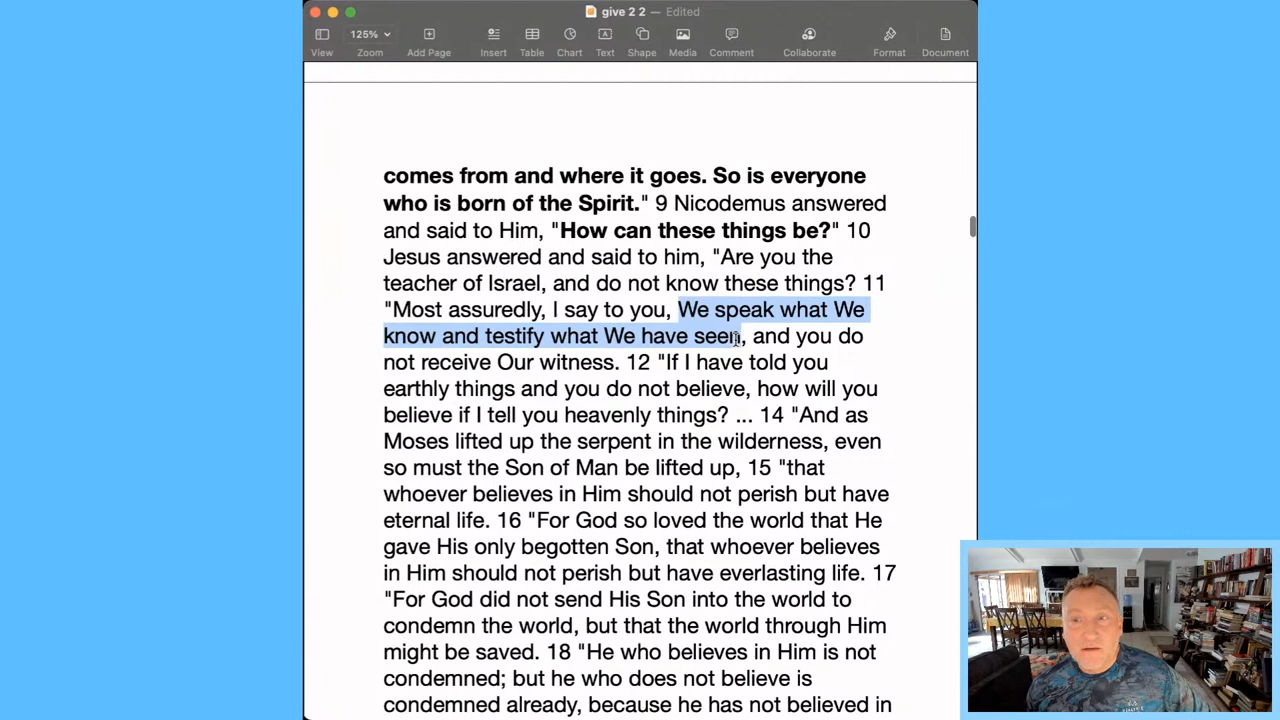 give 2 2 — Edited
125%
View Zoom Add Page Insert Table Chart Text Shape Media Comment Collaborate Format Document
comes from and where it goes. So is everyone
who is born of the Spirit." 9 Nicodemus answered
and said to Him, "How can these things be?" 10
Jesus answered and said to him, "Are you the
teacher of Israel, and do not know these things? 11
"Most assuredly, I say to you, We speak what We
know and testify what We have seen, and you do
not receive Our witness. 12 "If I have told you
earthly things and you do not believe, how will you
believe if I tell you heavenly things? ... 14 "And as
Moses lifted up the serpent in the wilderness, even
so must the Son of Man be lifted up, 15 "that
whoever believes in Him should not perish but have
eternal life. 16 "For God so loved the world that He
gave His only begotten Son, that whoever believes
in Him should not perish but have everlasting life. 17
"For God did not send His Son into the world to
condemn the world, but that the world through Him
might be saved. 18 "He who believes in Him is not
condemned; but he who does not believe is
condemned already, because he has not believed in